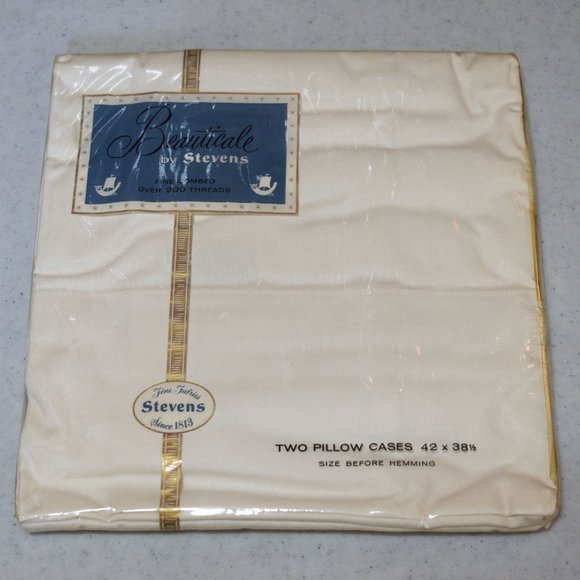 Beauticale
by Stevens
FINE COMBED
OVER 200 THREADS
Fine Fabrics
Stevens
Since 1813
TWO PILLOW CASES 42 x 38½
SIZE BEFORE HEMMING